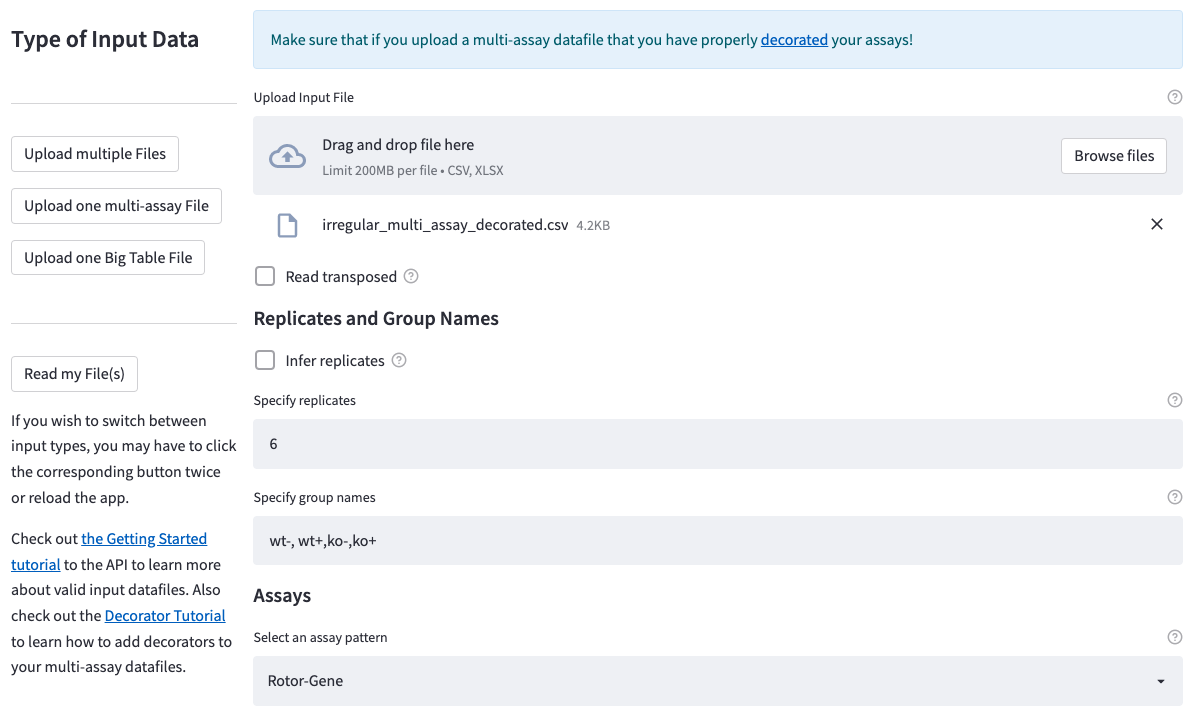 Type of Input Data
Upload multiple Files
Upload one multi-assay File
Upload one Big Table File
Read my File(s)
If you wish to switch between
input types, you may have to click
the corresponding button twice
or reload the app.
Check out the Getting Started
tutorial to the API to learn more
about valid input datafiles. Also
check out the Decorator Tutorial
to learn how to add decorators to
your multi-assay datafiles.
Make sure that if you upload a multi-assay datafile that you have properly decorated your assays!
Upload Input File
Drag and drop file here
Limit 200MB per file • CSV, XLSX
Browse files
irregular_multi_assay_decorated.csv 4.2KB
Read transposed
Replicates and Group Names
Infer replicates
Specify replicates
6
Specify group names
wt-, wt+,ko-,ko+
Assays
Select an assay pattern
Rotor-Gene